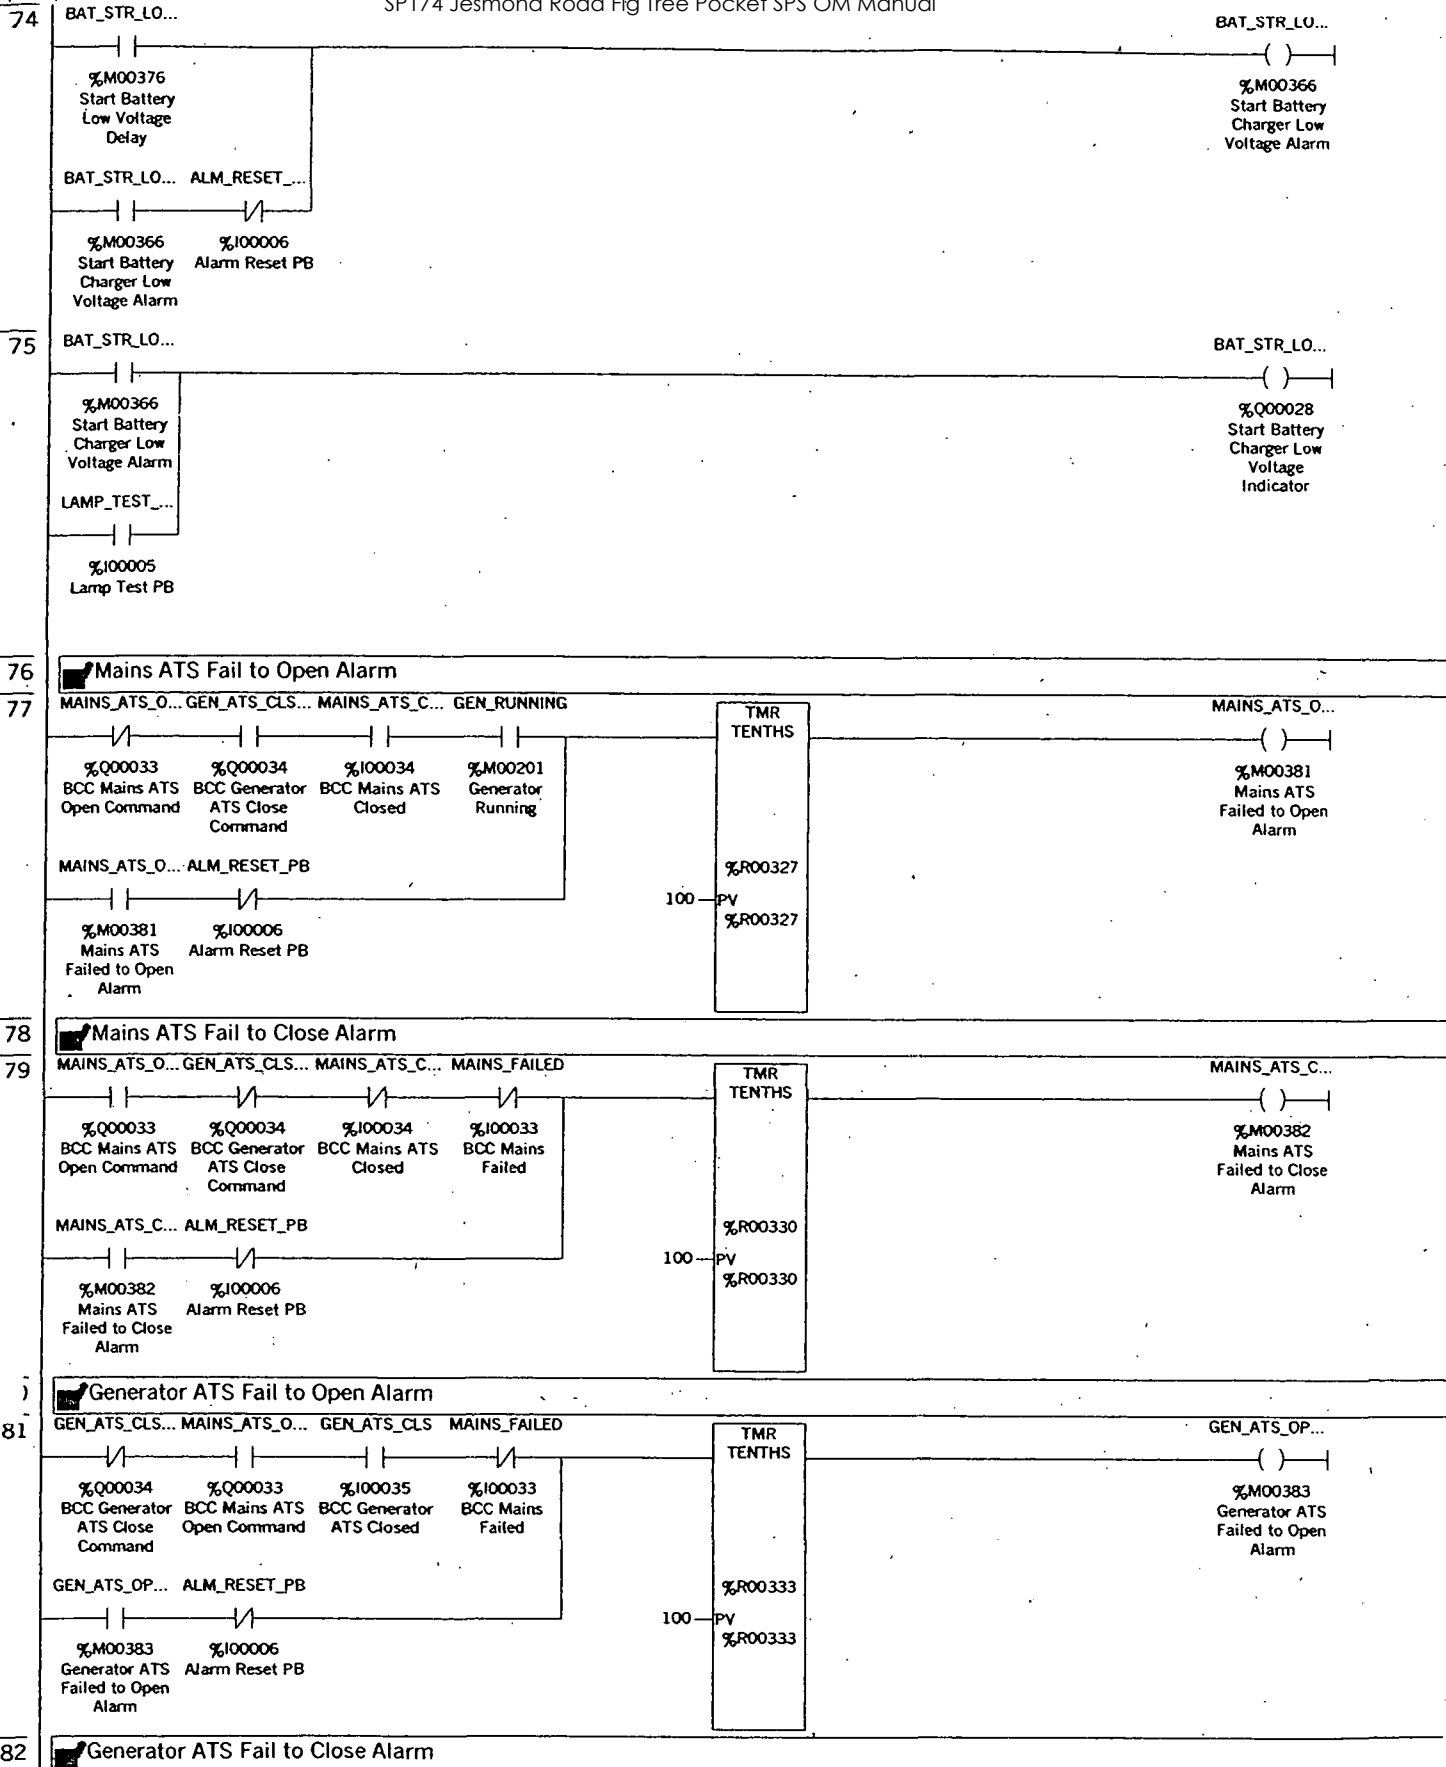 SP174 Jesmond Road Fig Tree Pocket SPS OM Manual
74
BAT_STR_LO...
BAT_STR_LO...
%M00376
Start Battery
Low Voltage
Delay
%M00366
Start Battery
Charger Low
Voltage Alarm
BAT_STR_LO... ALM_RESET_...
%M00366
Start Battery
Charger Low
Voltage Alarm
%I00006
Alarm Reset PB
75
BAT_STR_LO...
BAT_STR_LO...
%M00366
Start Battery
Charger Low
Voltage Alarm
%Q00028
Start Battery
Charger Low
Voltage
Indicator
LAMP_TEST_...
%I00005
Lamp Test PB
76
Mains ATS Fail to Open Alarm
77
MAINS_ATS_O... GEN_ATS_CLS... MAINS_ATS_C... GEN_RUNNING
TMR
TENTHS
MAINS_ATS_O...
%Q00033
BCC Mains ATS
Open Command
%Q00034
BCC Generator
ATS Close
Command
%I00034
BCC Mains ATS
Closed
%M00201
Generator
Running
%M00381
Mains ATS
Failed to Open
Alarm
MAINS_ATS_O... ALM_RESET_PB
%R00327
100
PV
%R00327
%M00381
Mains ATS
Failed to Open
Alarm
%I00006
Alarm Reset PB
78
Mains ATS Fail to Close Alarm
79
MAINS_ATS_O... GEN_ATS_CLS... MAINS_ATS_C... MAINS_FAILED
TMR
TENTHS
MAINS_ATS_C...
%Q00033
BCC Mains ATS
Open Command
%Q00034
BCC Generator
ATS Close
Command
%I00034
BCC Mains ATS
Closed
%I00033
BCC Mains
Failed
%M00382
Mains ATS
Failed to Close
Alarm
MAINS_ATS_C... ALM_RESET_PB
%R00330
100
PV
%R00330
%M00382
Mains ATS
Failed to Close
Alarm
%I00006
Alarm Reset PB
Generator ATS Fail to Open Alarm
81
GEN_ATS_CLS... MAINS_ATS_O... GEN_ATS_CLS MAINS_FAILED
TMR
TENTHS
GEN_ATS_OP...
%Q00034
BCC Generator
ATS Close
Command
%Q00033
BCC Mains ATS
Open Command
%I00035
BCC Generator
ATS Closed
%I00033
BCC Mains
Failed
%M00383
Generator ATS
Failed to Open
Alarm
GEN_ATS_OP... ALM_RESET_PB
%R00333
100
PV
%R00333
%M00383
Generator ATS
Failed to Open
Alarm
%I00006
Alarm Reset PB
82
Generator ATS Fail to Close Alarm